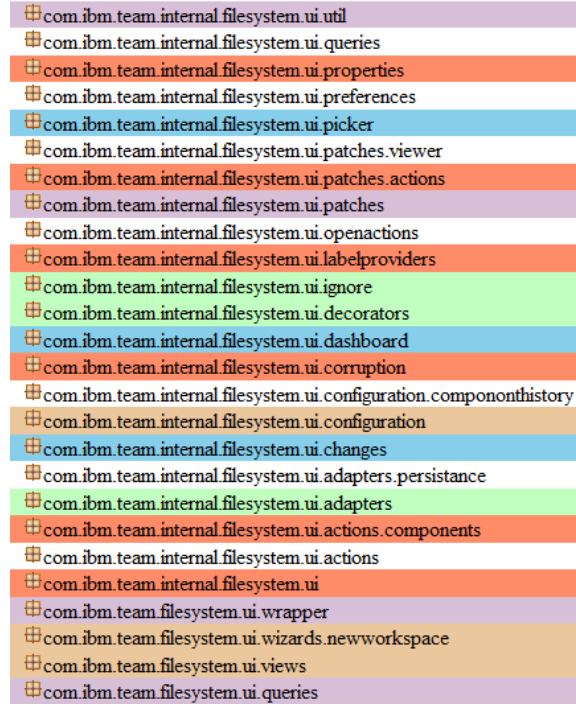 com.ibm.team.internal.filesystem.ui.util
com.ibm.team.internal.filesystem.ui.queries
com.ibm.team.internal.filesystem.ui.properties
com.ibm.team.internal.filesystem.ui.preferences
com.ibm.team.internal.filesystem.ui.picker
com.ibm.team.internal.filesystem.ui.patches.viewer
com.ibm.team.internal.filesystem.ui.patches.actions
com.ibm.team.internal.filesystem.ui.patches
com.ibm.team.internal.filesystem.ui.openactions
com.ibm.team.internal.filesystem.ui.labelproviders
com.ibm.team.internal.filesystem.ui.ignore
com.ibm.team.internal.filesystem.ui.decorators
com.ibm.team.internal.filesystem.ui.dashboard
com.ibm.team.internal.filesystem.ui.corruption
com.ibm.team.internal.filesystem.ui.configuration.compononthistory
com.ibm.team.internal.filesystem.ui.configuration
com.ibm.team.internal.filesystem.ui.changes
com.ibm.team.internal.filesystem.ui.adapters.persistance
com.ibm.team.internal.filesystem.ui.adapters
com.ibm.team.internal.filesystem.ui.actions.components
com.ibm.team.internal.filesystem.ui.actions
com.ibm.team.internal.filesystem.ui
com.ibm.team.filesystem.ui.wrapper
com.ibm.team.filesystem.ui.wizards.newworkspace
com.ibm.team.filesystem.ui.views
com.ibm.team.filesystem.ui.queries